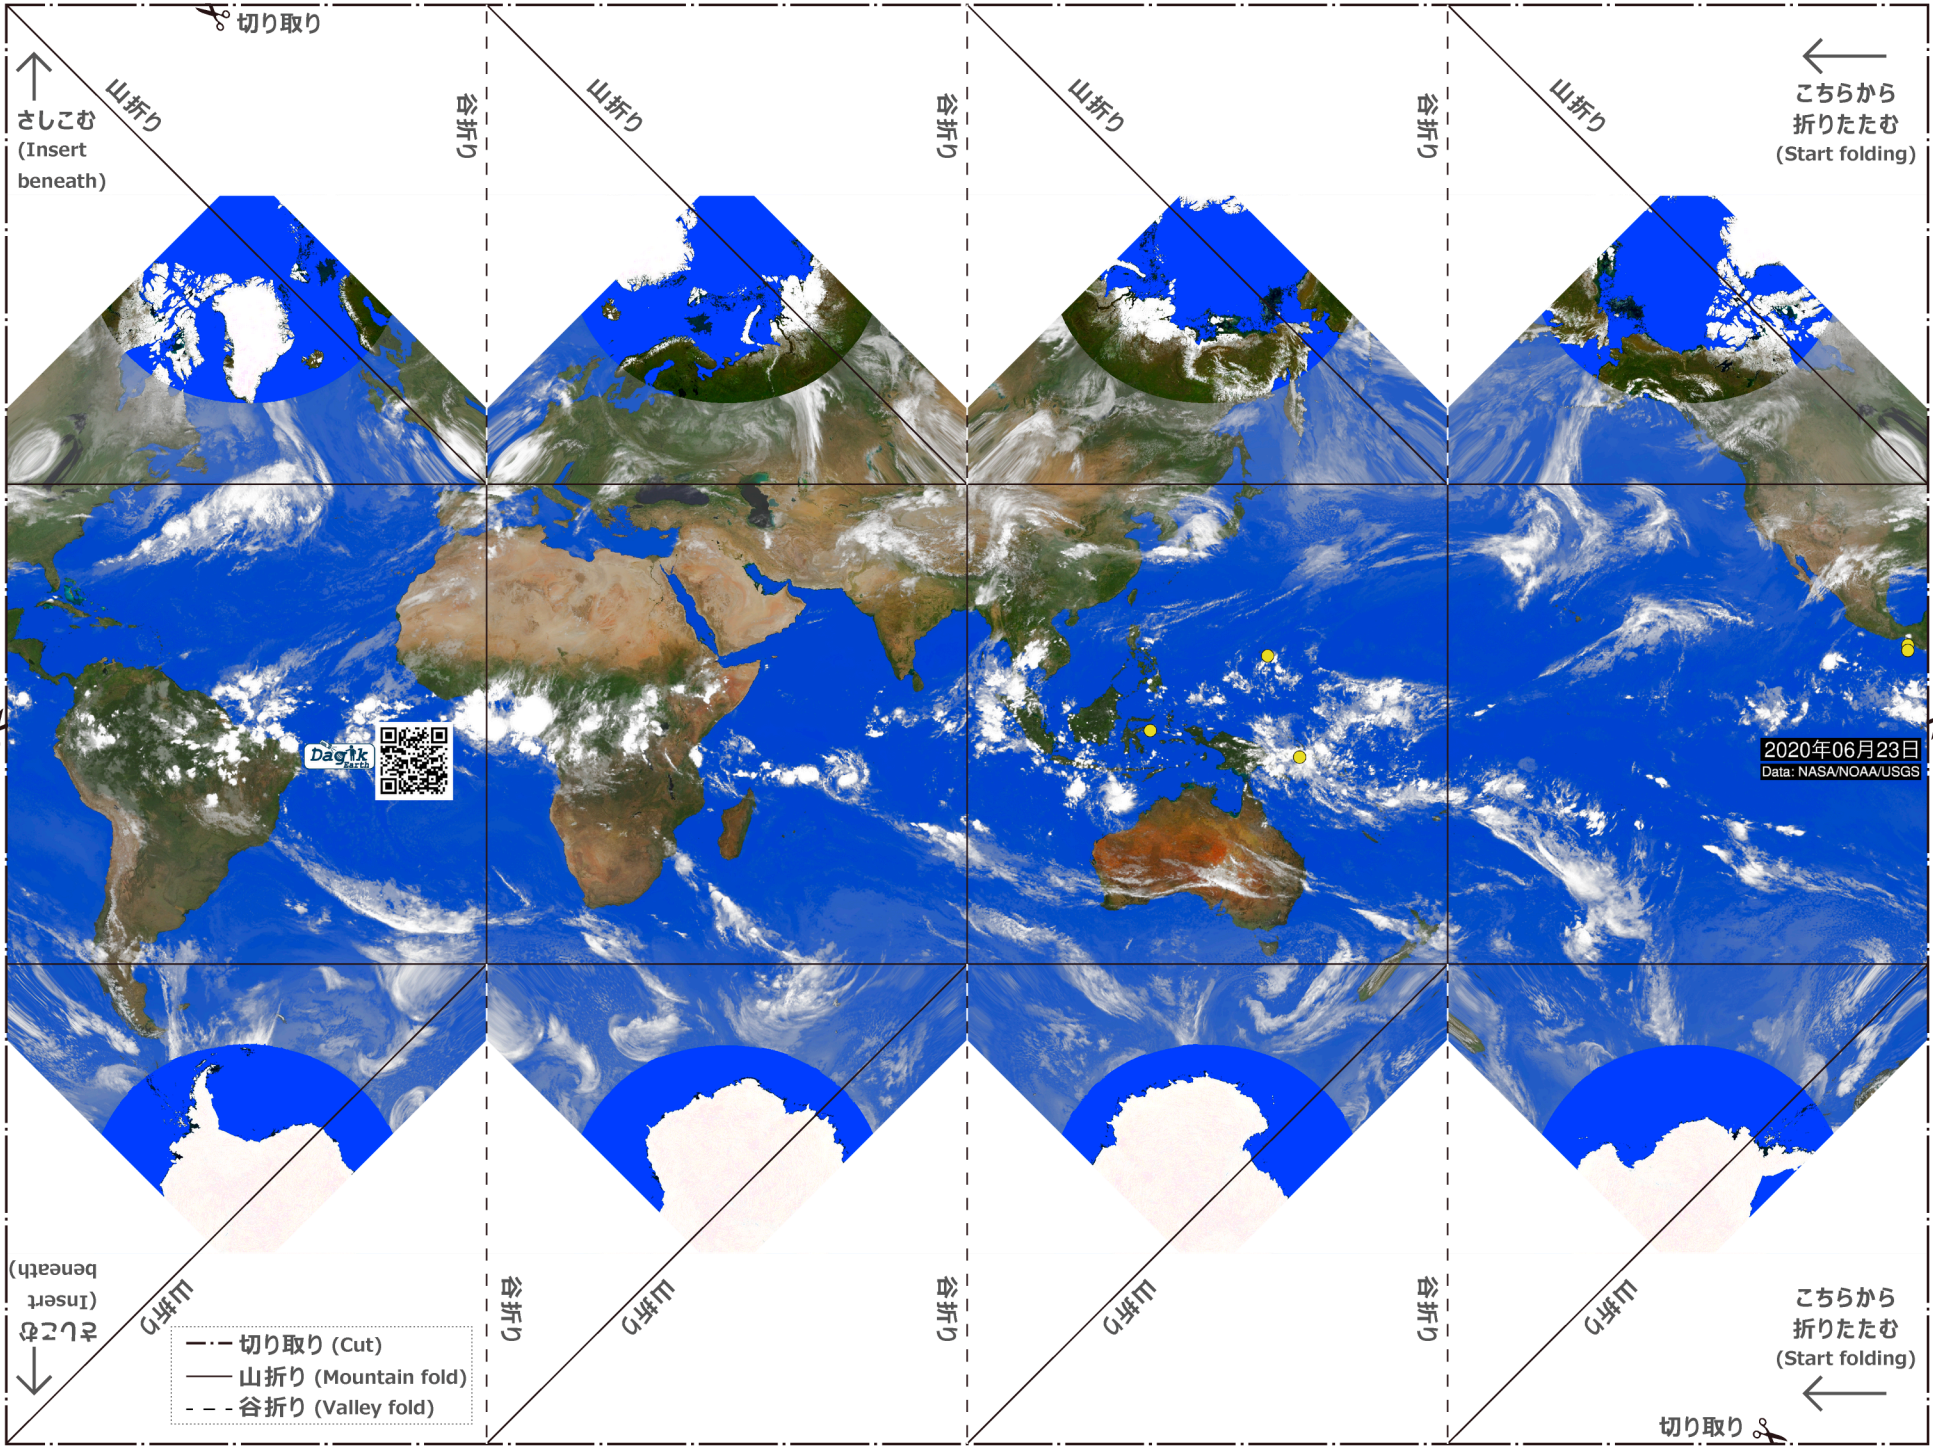 切り取り
山折り
谷折り
山折り
谷折り
山折り
谷折り
山折り
さしこむ
(Insert
beneath)
こちらから
折りたたむ
(Start folding)
Dagik
Earth
2020年06月23日
Data: NASA/NOAA/USGS
さしこむ
(Insert
beneath)
山折り
谷折り
山折り
谷折り
山折り
谷折り
山折り
こちらから
折りたたむ
(Start folding)
切り取り (Cut)
山折り (Mountain fold)
谷折り (Valley fold)
切り取り